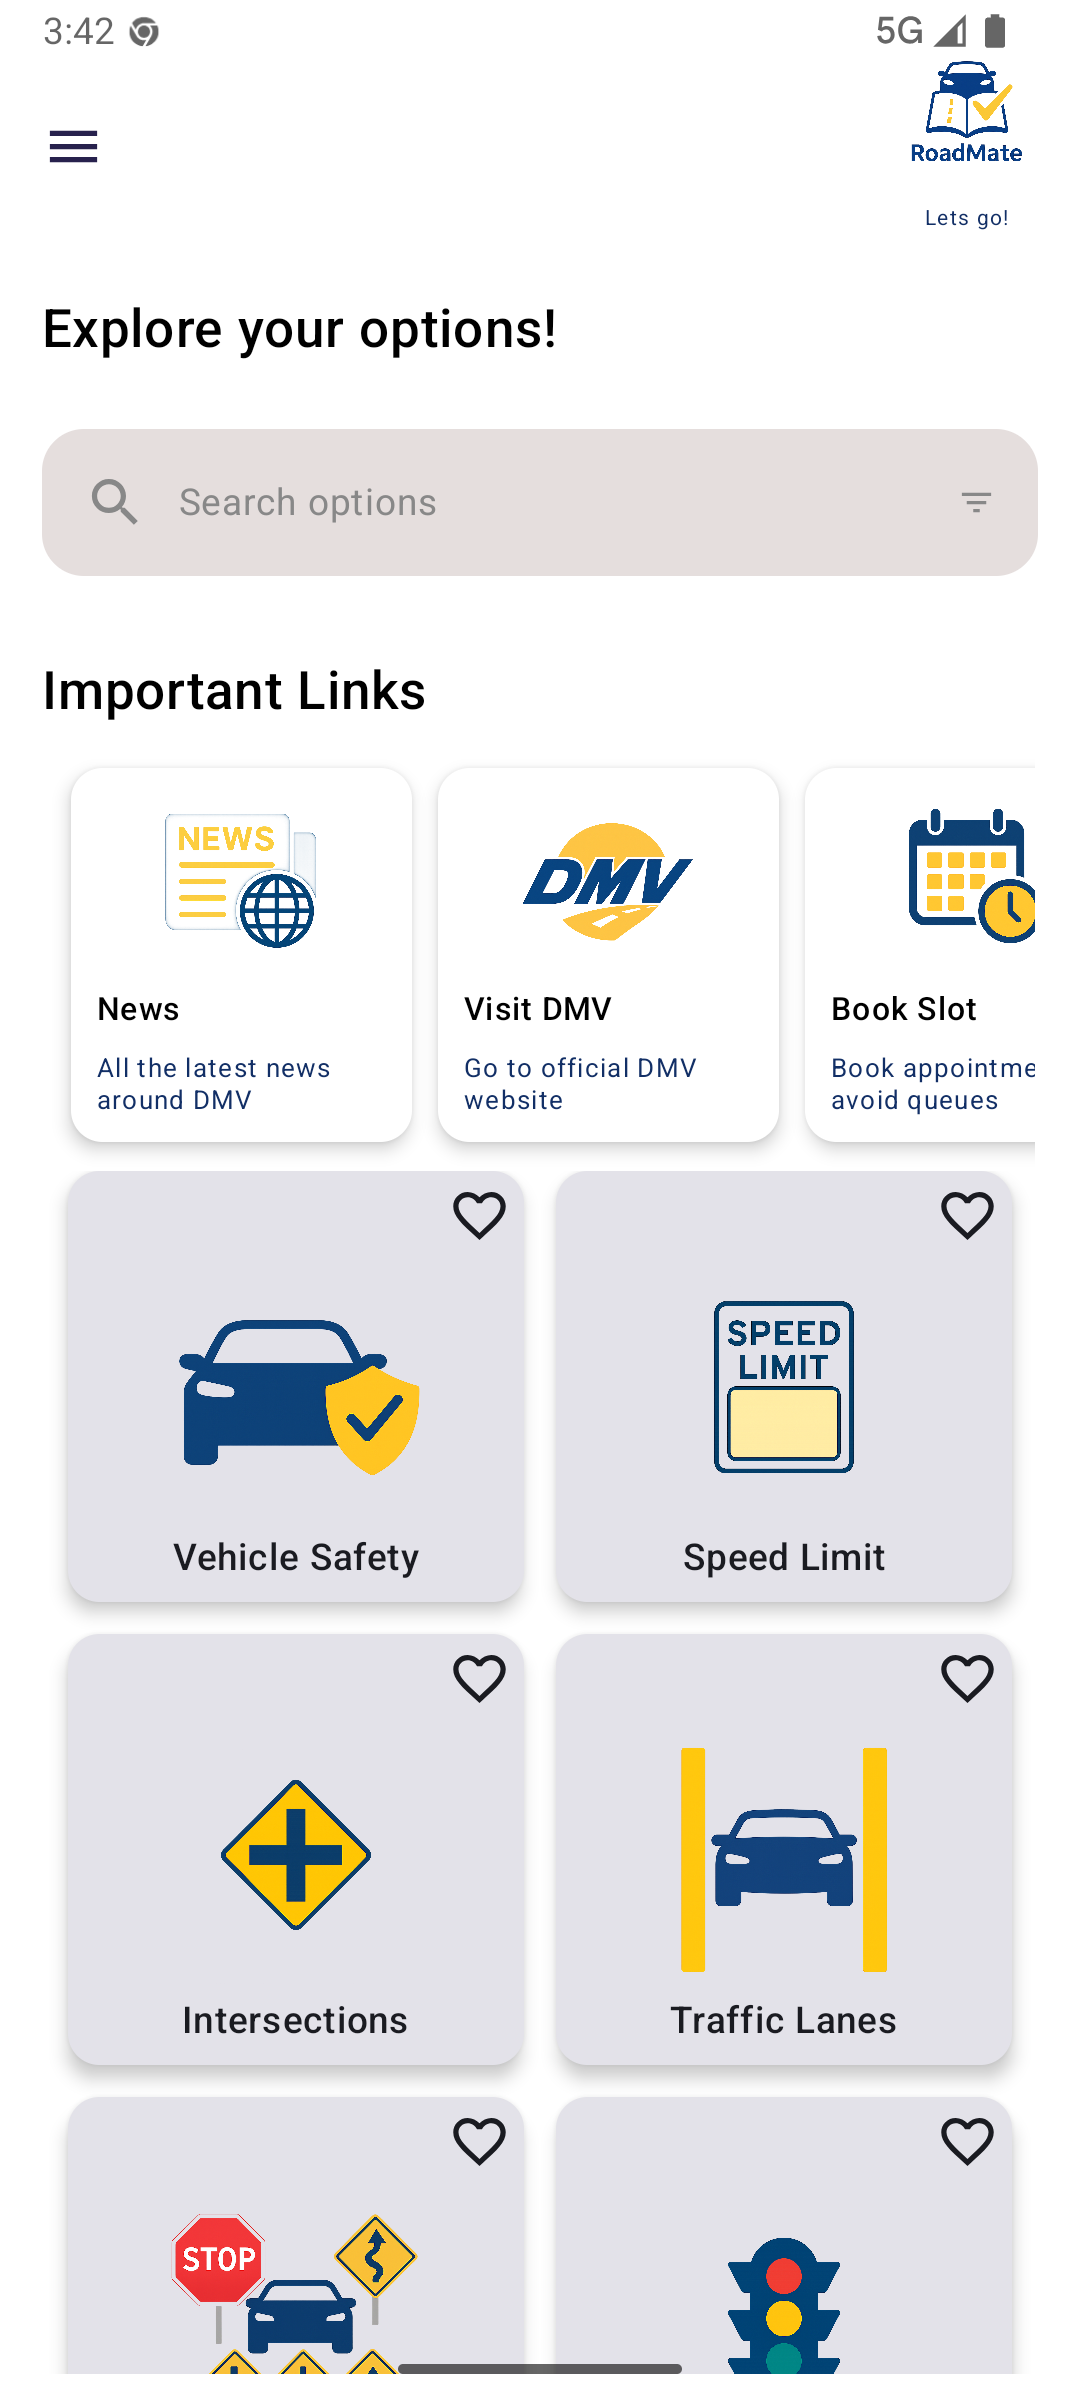 3:42
5G
RoadMate
Lets go!
Explore your options!
Search options
Important Links
NEWS
News
All the latest news
around DMV
DMV
Visit DMV
Go to official DMV
website
Book Slot
Book appointme
avoid queues
Vehicle Safety
SPEED
LIMIT
Speed Limit
Intersections
Traffic Lanes
STOP